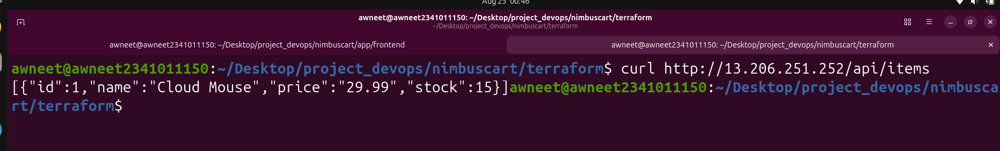 Aug 25 00:46
awneet@awneet2341011150: ~/Desktop/project_devops/nimbuscart/terraform
~/Desktop/project_devops/nimbuscart/terraform
awneet@awneet2341011150: ~/Desktop/project_devops/nimbuscart/app/frontend
awneet@awneet2341011150: ~/Desktop/project_devops/nimbuscart/terraform
awneet@awneet2341011150:~/Desktop/project_devops/nimbuscart/terraform$ curl http://13.206.251.252/api/items
[{"id":1,"name":"Cloud Mouse","price":"29.99","stock":15}]awneet@awneet2341011150:~/Desktop/project_devops/nimbusca
rt/terraform$